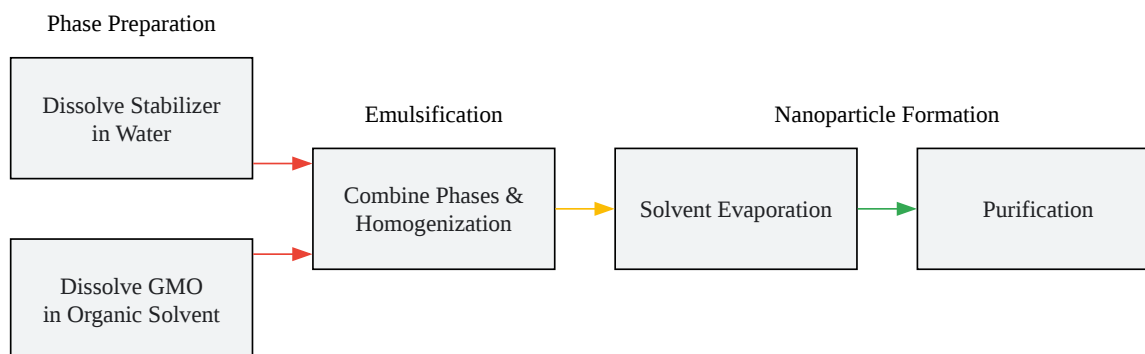 Phase Preparation
Dissolve Stabilizer
in Water
Dissolve GMO
in Organic Solvent
Emulsification
Combine Phases &
Homogenization
Nanoparticle Formation
Solvent Evaporation
Purification